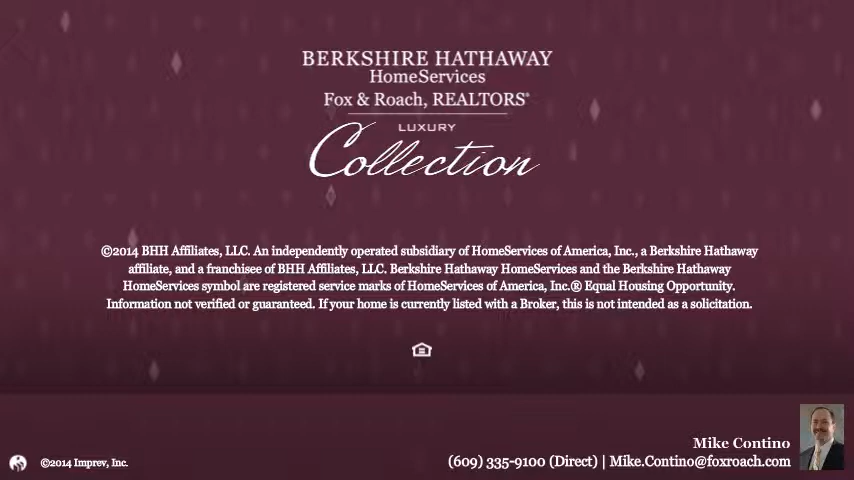 BERKSHIRE HATHAWAY
HomeServices
Fox & Roach, REALTORS®
LUXURY
Collection
©2014 BHH Affiliates, LLC. An independently operated subsidiary of HomeServices of America, Inc., a Berkshire Hathaway
affiliate, and a franchisee of BHH Affiliates, LLC. Berkshire Hathaway HomeServices and the Berkshire Hathaway
HomeServices symbol are registered service marks of HomeServices of America, Inc.® Equal Housing Opportunity.
Information not verified or guaranteed. If your home is currently listed with a Broker, this is not intended as a solicitation.
Mike Contino
(609) 335-9100 (Direct) | Mike.Contino@foxroach.com
©2014 Imprev, Inc.